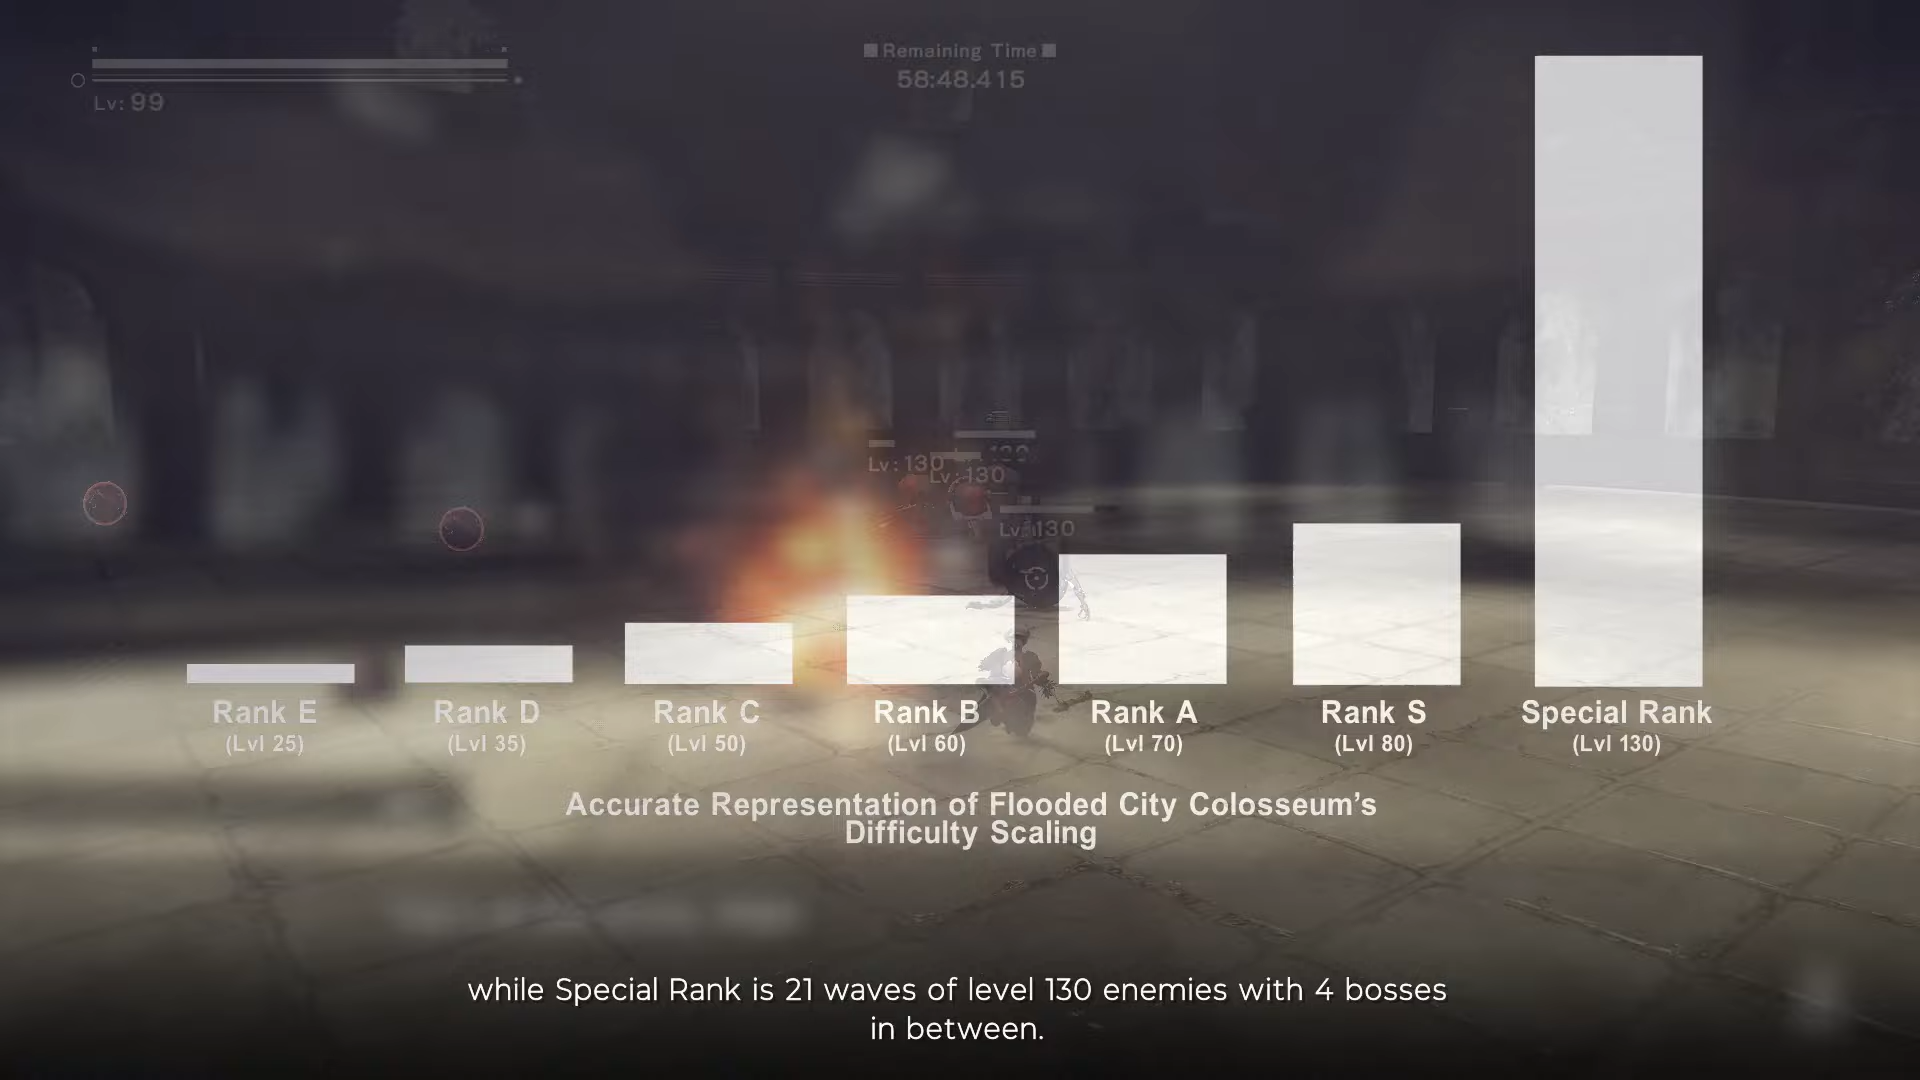 ■Remaining Time■
58:48.415
Lv: 99
130
Lv: 130
Lv: 130
Lv: 130
Rank E
(Lvl 25)
Rank D
(Lvl 35)
Rank C
(Lvl 50)
Rank B
(Lvl 60)
Rank A
(Lvl 70)
Rank S
(Lvl 80)
Special Rank
(Lvl 130)
Accurate Representation of Flooded City Colosseum’s
Difficulty Scaling
while Special Rank is 21 waves of level 130 enemies with 4 bosses
in between.